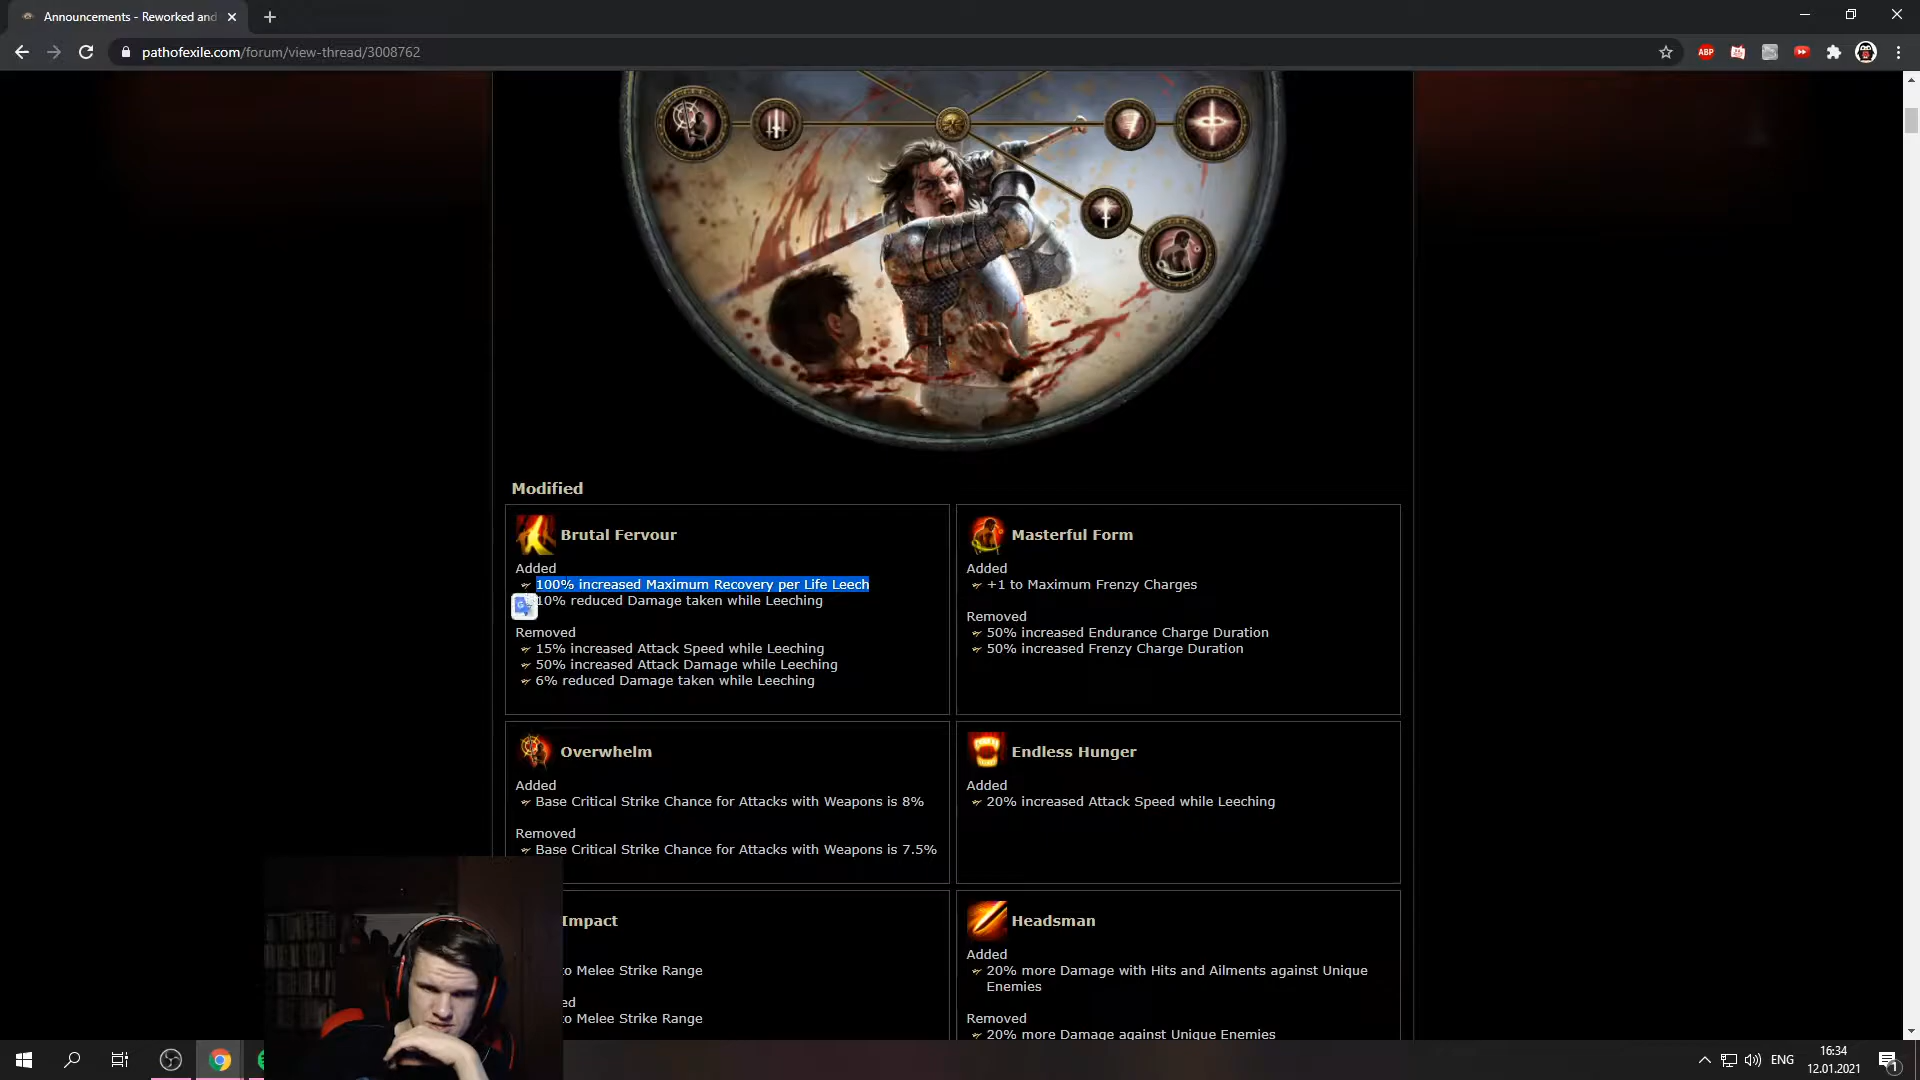 Announcements - Reworked and
pathofexile.com/forum/view-thread/3008762
ABP
Modified
Brutal Fervour
Added
100% increased Maximum Recovery per Life Leech
10% reduced Damage taken while Leeching
Removed
15% increased Attack Speed while Leeching
50% increased Attack Damage while Leeching
6% reduced Damage taken while Leeching
Masterful Form
Added
+1 to Maximum Frenzy Charges
Removed
50% increased Endurance Charge Duration
50% increased Frenzy Charge Duration
Overwhelm
Added
Base Critical Strike Chance for Attacks with Weapons is 8%
Removed
Base Critical Strike Chance for Attacks with Weapons is 7.5%
Endless Hunger
Added
20% increased Attack Speed while Leeching
Impact
to Melee Strike Range
ed
to Melee Strike Range
Headsman
Added
20% more Damage with Hits and Ailments against Unique
Enemies
Removed
20% more Damage against Unique Enemies
ENG
16:34
12.01.2021
1